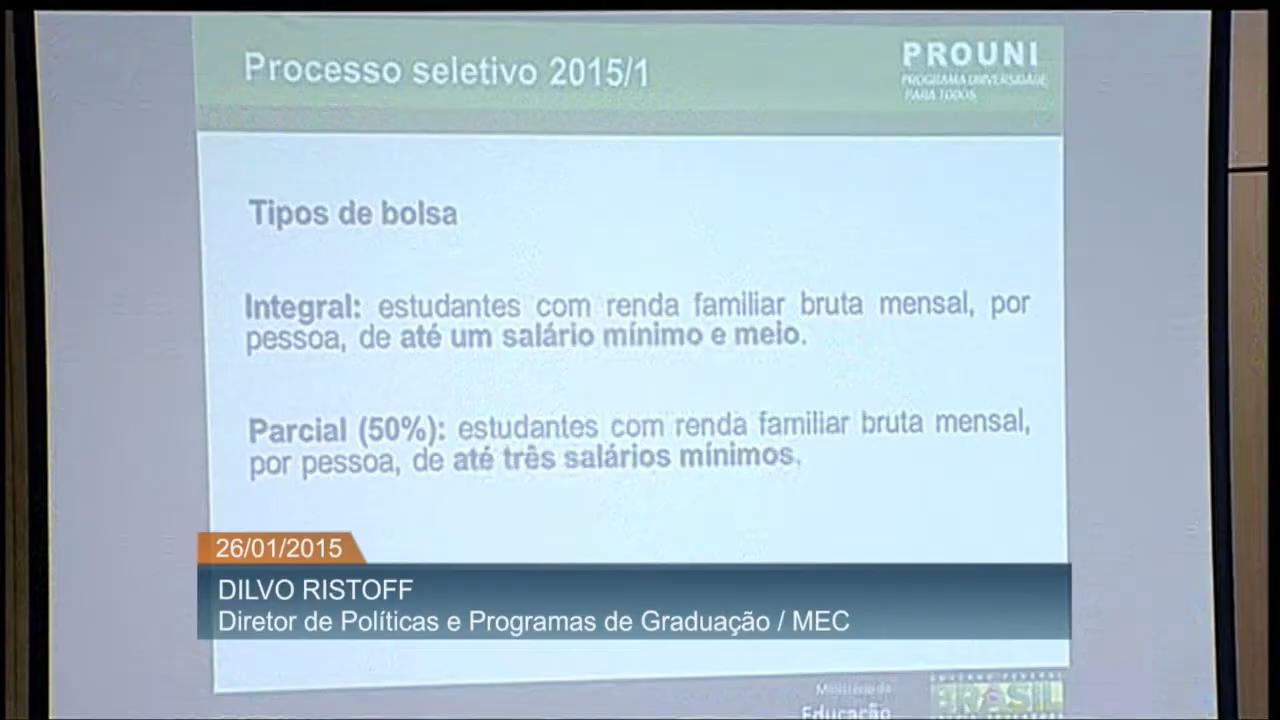 Processo seletivo 2015/1
PROUNI
PROGRAMA UNIVERSIDADE
PARA TODOS
Tipos de bolsa
Integral: estudantes com renda familiar bruta mensal, por
pessoa, de até um salário mínimo e meio.
Parcial (50%): estudantes com renda familiar bruta mensal,
por pessoa, de até três salários mínimos.
26/01/2015
DILVO RISTOFF
Diretor de Políticas e Programas de Graduação / MEC
Ministério da
Educação
BRASIL